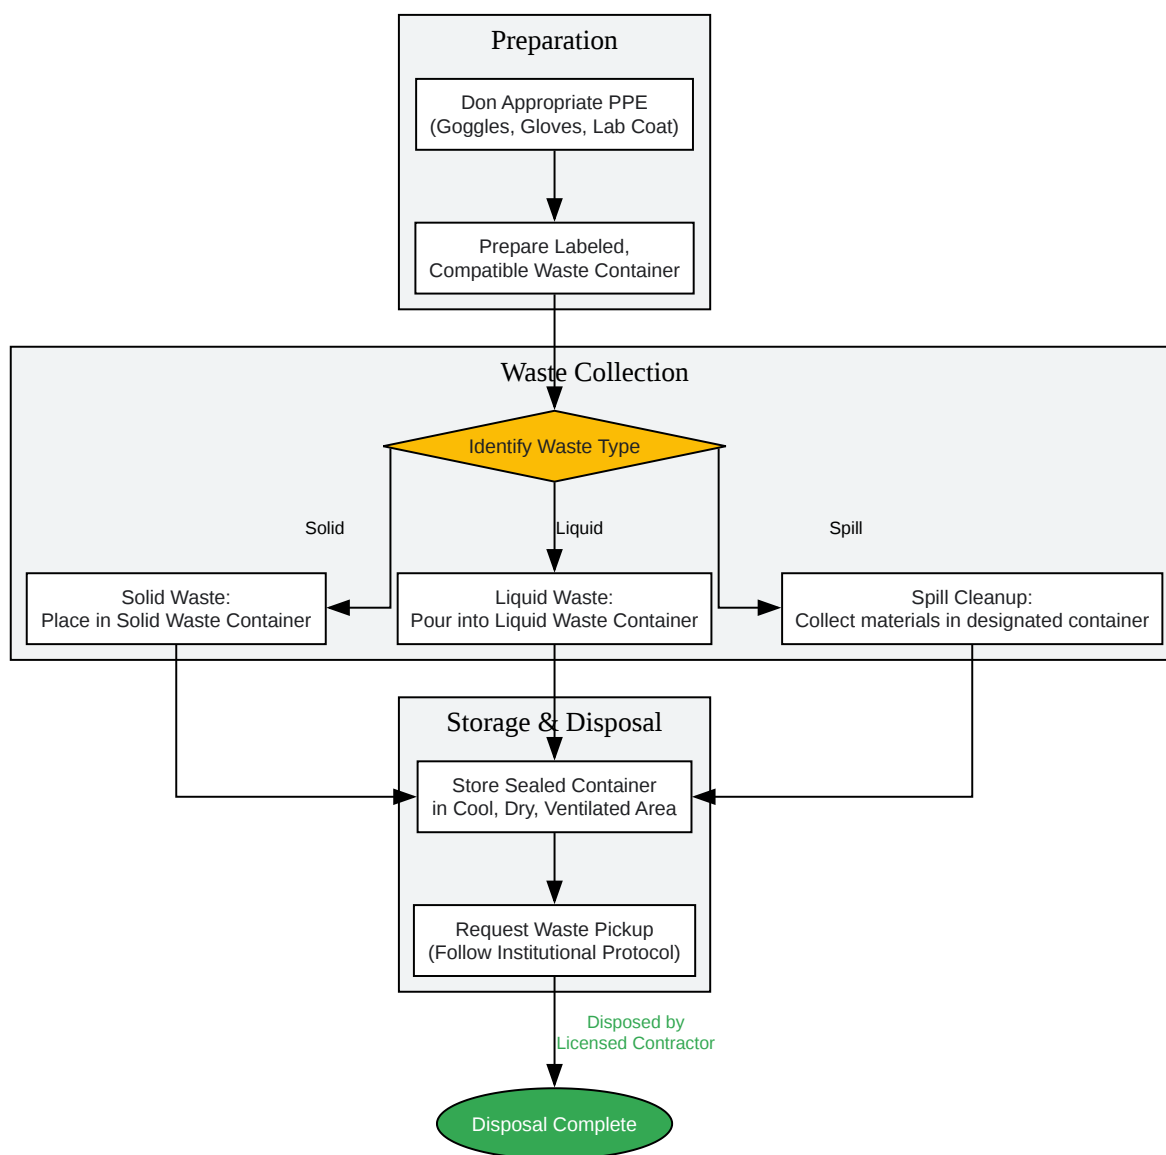 Preparation
Don Appropriate PPE
(Goggles, Gloves, Lab Coat)
Prepare Labeled,
Compatible Waste Container
Waste Collection
Identify Waste Type
Solid
Liquid
Spill
Solid Waste:
Place in Solid Waste Container
Liquid Waste:
Pour into Liquid Waste Container
Spill Cleanup:
Collect materials in designated container
Storage & Disposal
Store Sealed Container
in Cool, Dry, Ventilated Area
Request Waste Pickup
(Follow Institutional Protocol)
Disposed by
Licensed Contractor
Disposal Complete